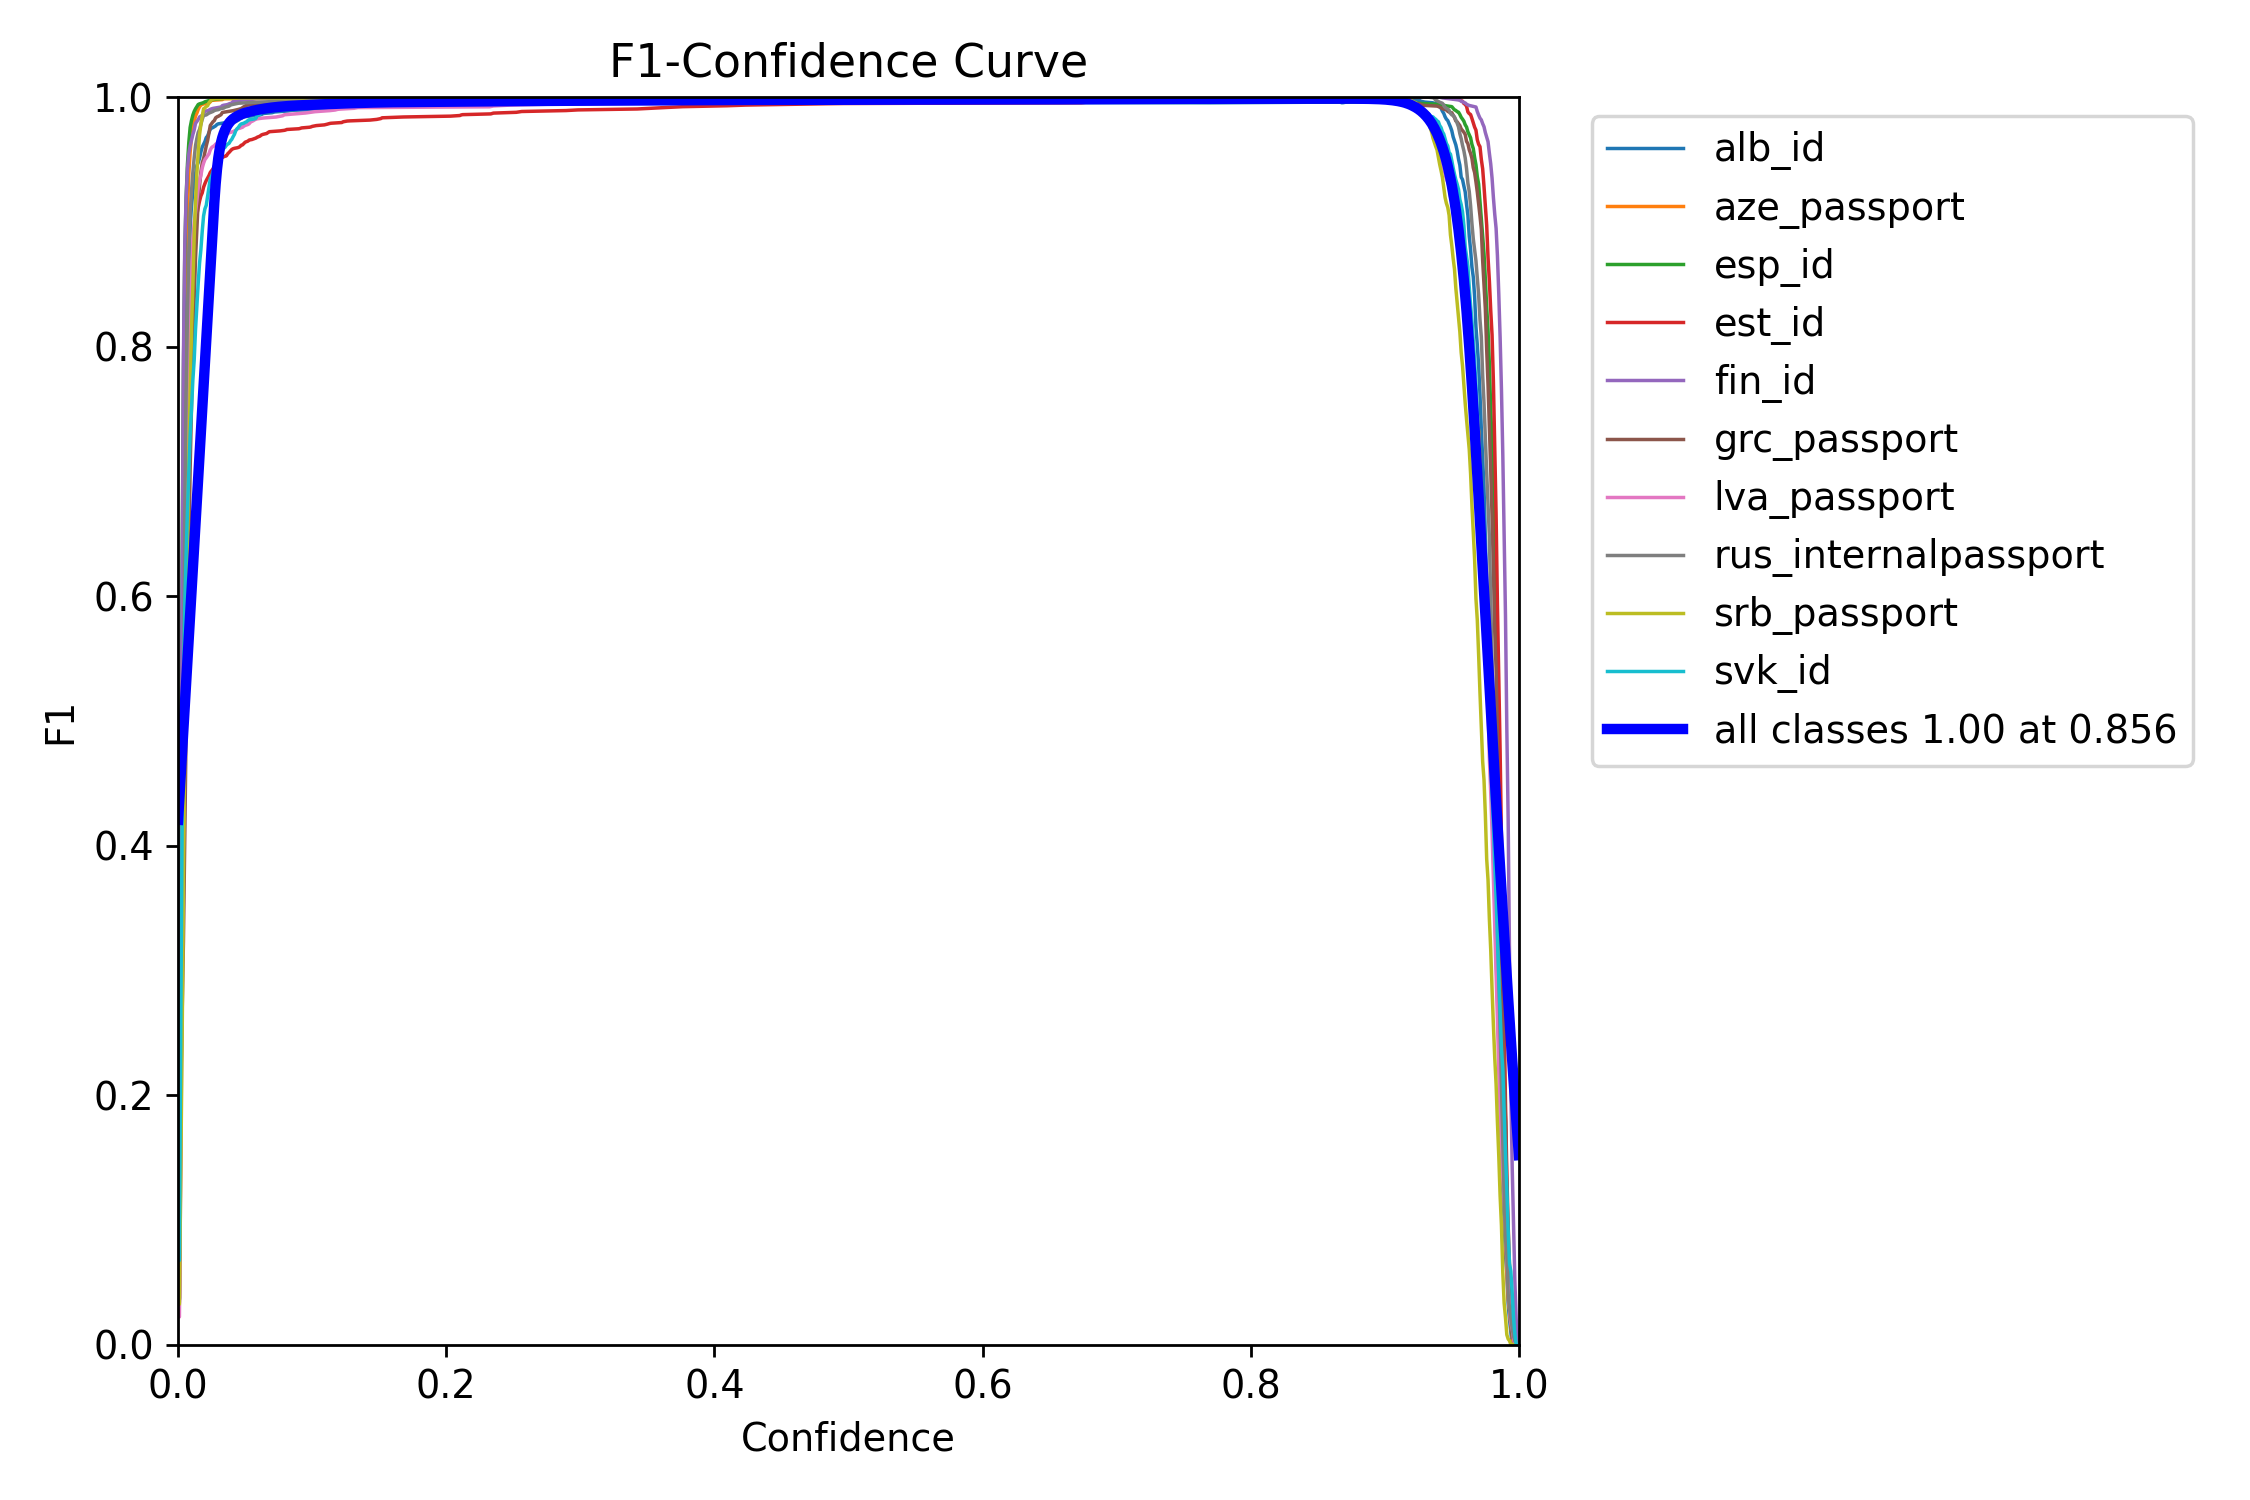 F1-Confidence Curve
1.0
0.8
0.6
0.4
0.2
0.0
F1
0.0 0.2 0.4 0.6 0.8 1.0
Confidence
alb_id
aze_passport
esp_id
est_id
fin_id
grc_passport
lva_passport
rus_internalpassport
srb_passport
svk_id
all classes 1.00 at 0.856